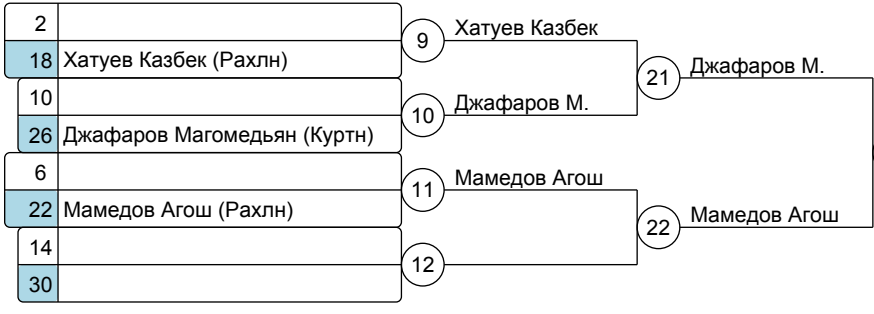 2
18 Хатуев Казбек (Рахлн)
10
26 Джафаров Магомедьян (Куртн)
6
22 Мамедов Агош (Рахлн)
14
30
9 Хатуев Казбек
10 Джафаров М.
11 Мамедов Агош
12
21 Джафаров М.
22 Мамедов Агош